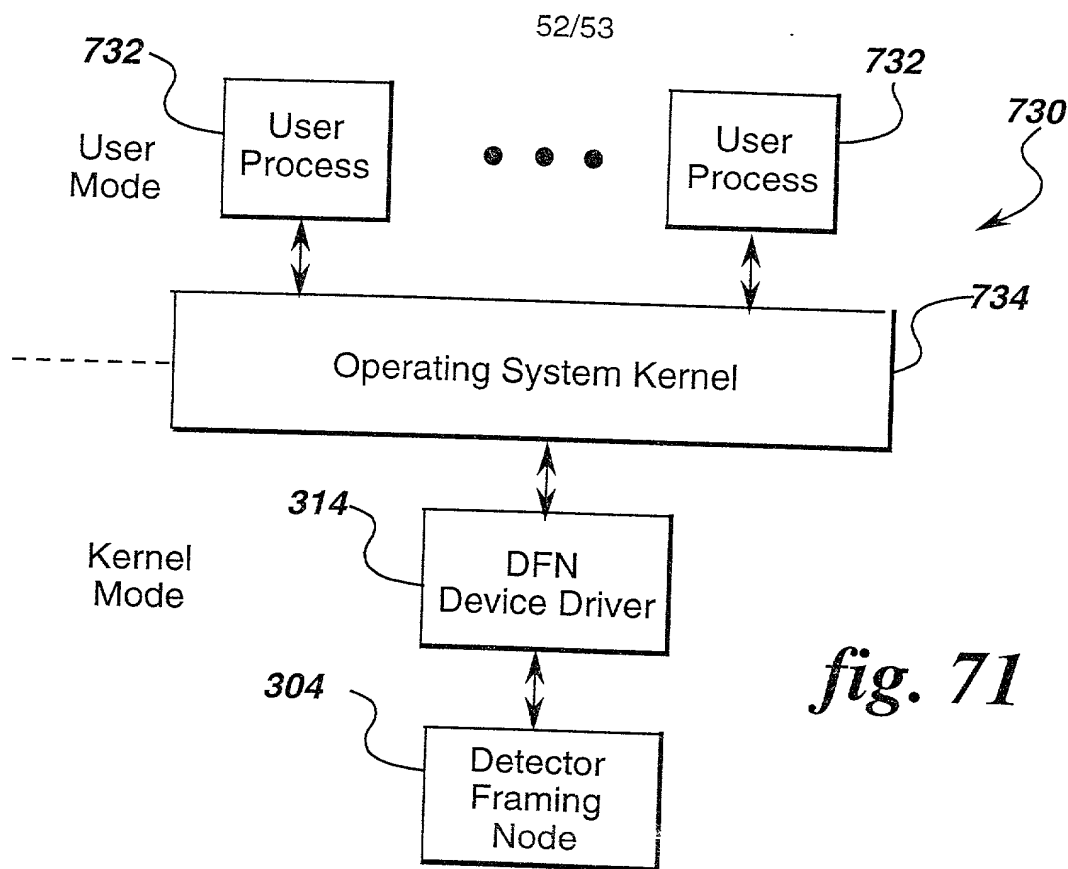 52/53
732
732
730
User
Process
User
Process
User
Mode
734
Operating System Kernel
314
DFN
Device Driver
Kernel
Mode
304
Detector
Framing
Node
fig. 71